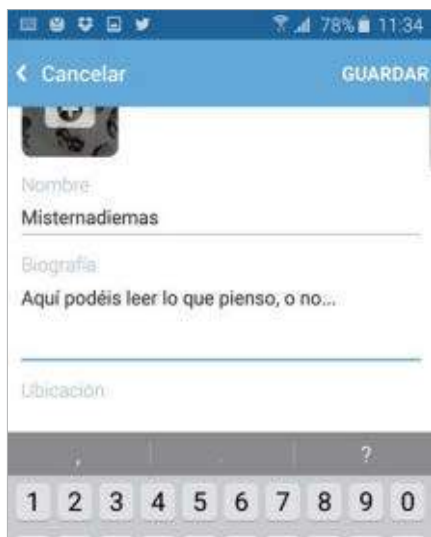 78% 11:34
Cancelar GUARDAR
Nombre
Misternadiemas
Biografía
Aquí podéis leer lo que pienso, o no...
Ubicación
, . ?
1 2 3 4 5 6 7 8 9 0